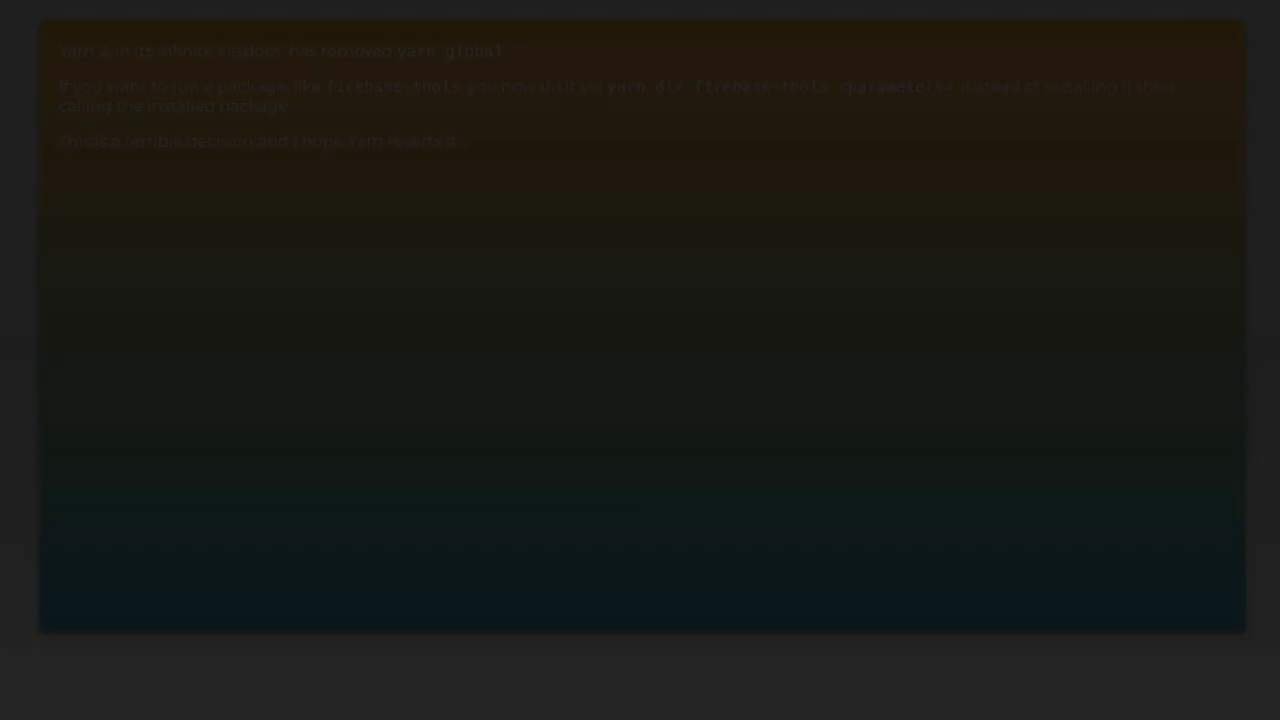 Yarn 2, in its infinite wisdom, has removed yarn global.
If you want to run a package, like firebase-tools, you now do it via yarn dlx firebase-tools <parameters>, instead of installing it then
calling the installed package.
This is a terrible decision and I hope Yarn reverts it.